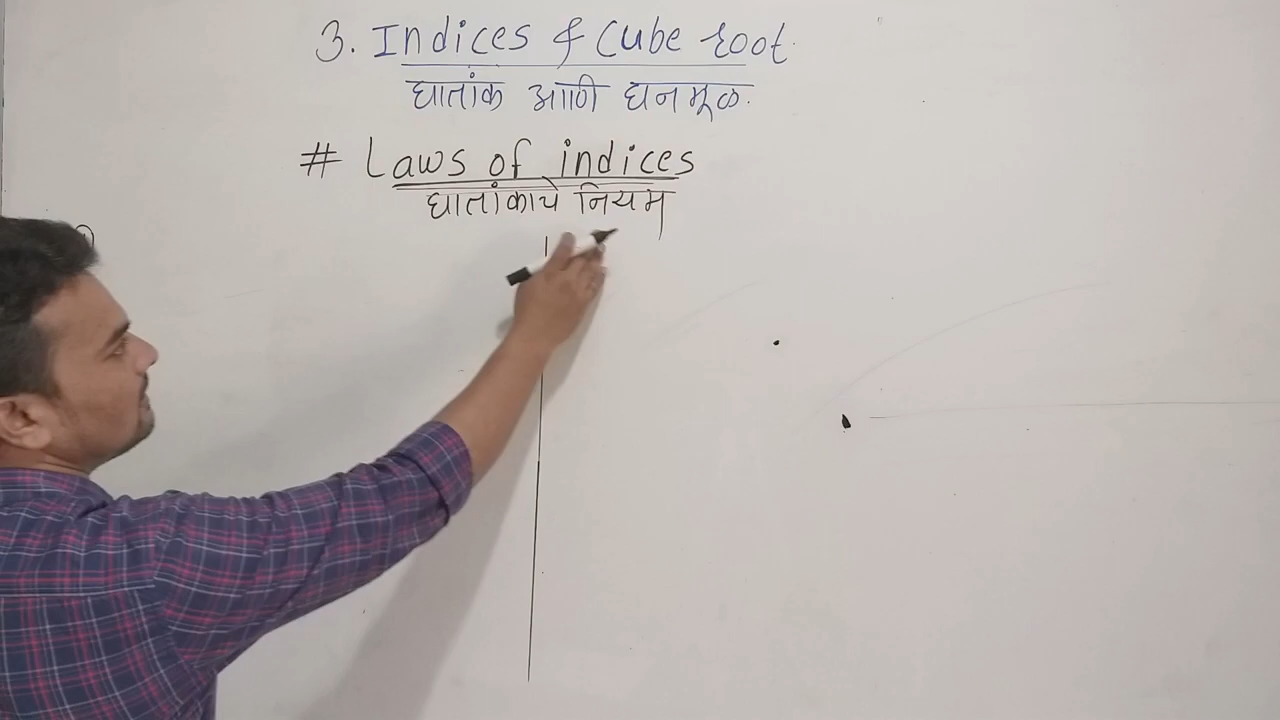 3. Indices & Cube root.
घातांक आणि घनमूळ.
# Laws of indices
घातांकाचे नियम